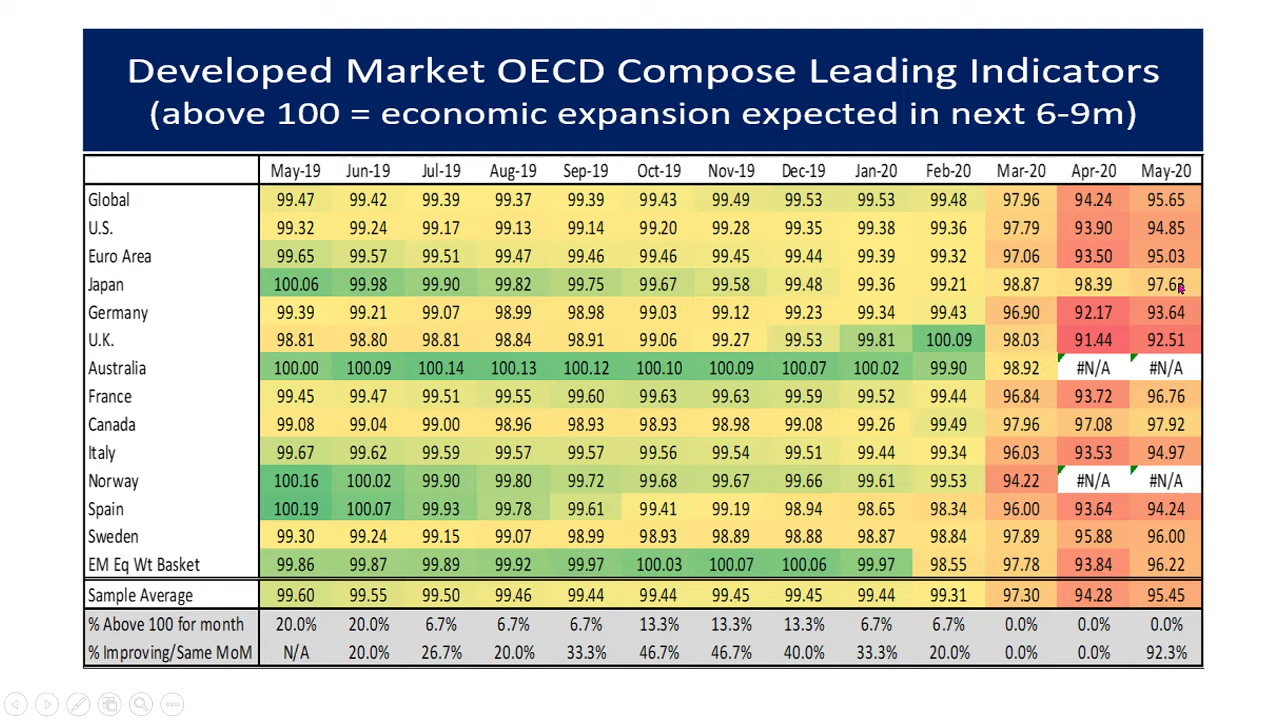 Developed Market OECD Compose Leading Indicators
(above 100 = economic expansion expected in next 6-9m)
May-19 Jun-19 Jul-19 Aug-19 Sep-19 Oct-19 Nov-19 Dec-19 Jan-20 Feb-20 Mar-20 Apr-20 May-20
Global 99.47 99.42 99.39 99.37 99.39 99.43 99.49 99.53 99.53 99.48 97.96 94.24 95.65
U.S. 99.32 99.24 99.17 99.13 99.14 99.20 99.28 99.35 99.38 99.36 97.79 93.90 94.85
Euro Area 99.65 99.57 99.51 99.47 99.46 99.46 99.45 99.44 99.39 99.32 97.06 93.50 95.03
Japan 100.06 99.98 99.90 99.82 99.75 99.67 99.58 99.48 99.36 99.21 98.87 98.39 97.63
Germany 99.39 99.21 99.07 98.99 98.98 99.03 99.12 99.23 99.34 99.43 96.90 92.17 93.64
U.K. 98.81 98.80 98.81 98.84 98.91 99.06 99.27 99.53 99.81 100.09 98.03 91.44 92.51
Australia 100.00 100.09 100.14 100.13 100.12 100.10 100.09 100.07 100.02 99.90 98.92 #N/A #N/A
France 99.45 99.47 99.51 99.55 99.60 99.63 99.63 99.59 99.52 99.44 96.84 93.72 96.76
Canada 99.08 99.04 99.00 98.96 98.93 98.93 98.98 99.08 99.26 99.49 97.96 97.08 97.92
Italy 99.67 99.62 99.59 99.57 99.57 99.56 99.54 99.51 99.44 99.34 96.03 93.53 94.97
Norway 100.16 100.02 99.90 99.80 99.72 99.68 99.67 99.66 99.61 99.53 94.22 #N/A #N/A
Spain 100.19 100.07 99.93 99.78 99.61 99.41 99.19 98.94 98.65 98.34 96.00 93.64 94.24
Sweden 99.30 99.24 99.15 99.07 98.99 98.93 98.89 98.88 98.87 98.84 97.89 95.88 96.00
EM Eq Wt Basket 99.86 99.87 99.89 99.92 99.97 100.03 100.07 100.06 99.97 98.55 97.78 93.84 96.22
Sample Average 99.60 99.55 99.50 99.46 99.44 99.44 99.45 99.45 99.44 99.31 97.30 94.28 95.45
% Above 100 for month 20.0% 20.0% 6.7% 6.7% 6.7% 13.3% 13.3% 13.3% 6.7% 6.7% 0.0% 0.0% 0.0%
% Improving/Same MoM N/A 20.0% 26.7% 20.0% 33.3% 46.7% 46.7% 40.0% 33.3% 20.0% 0.0% 0.0% 92.3%